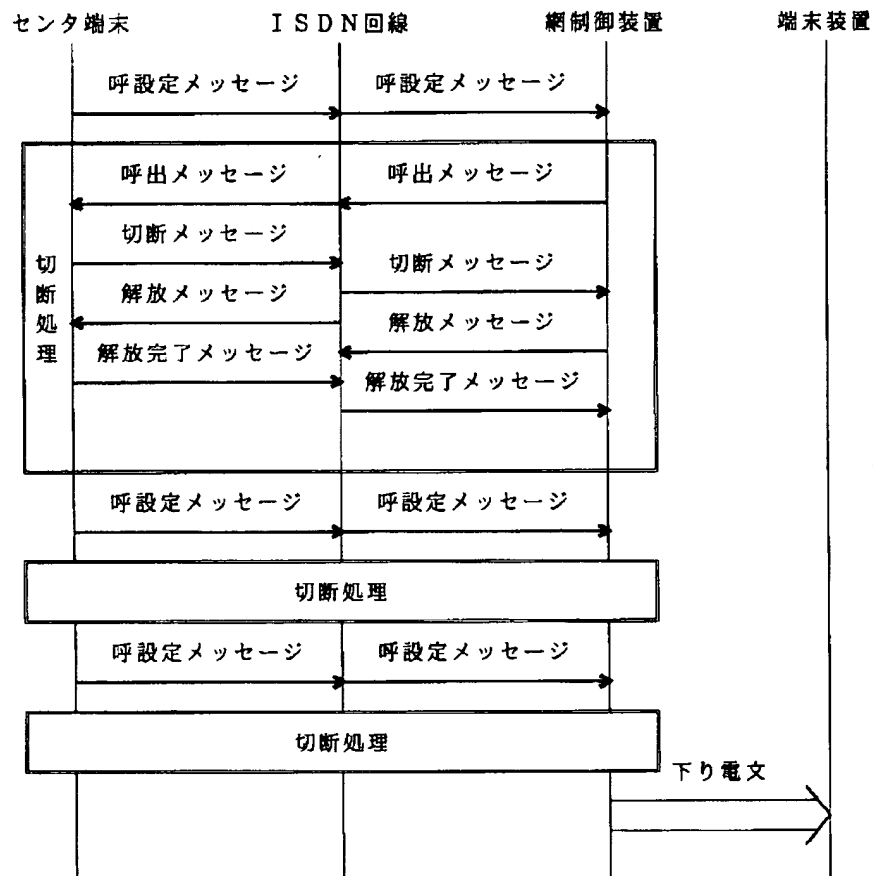 センタ端末 ＩＳＤＮ回線 網制御装置 端末装置
呼設定メッセージ 呼設定メッセージ
呼出メッセージ 呼出メッセージ
切断メッセージ
切断メッセージ
解放メッセージ
解放メッセージ
解放完了メッセージ
解放完了メッセージ
切断処理
呼設定メッセージ 呼設定メッセージ
切断処理
呼設定メッセージ 呼設定メッセージ
切断処理
下り電文